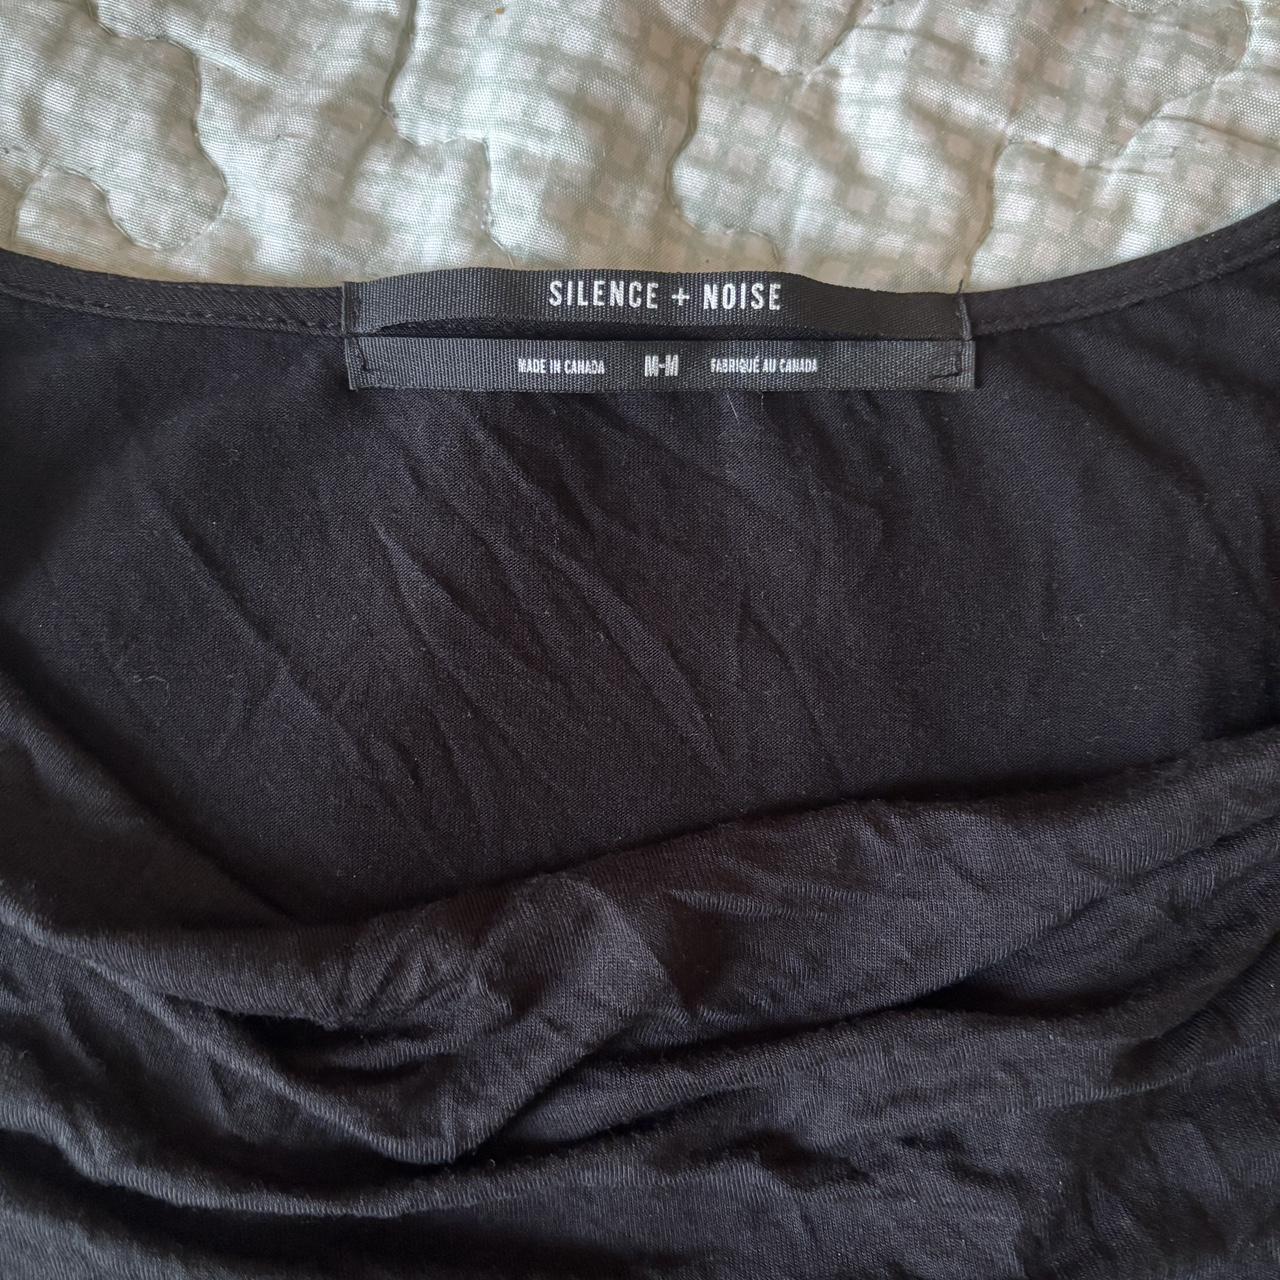 SILENCE + NOISE
MADE IN CANADA M-M FABRIQUÉ AU CANADA